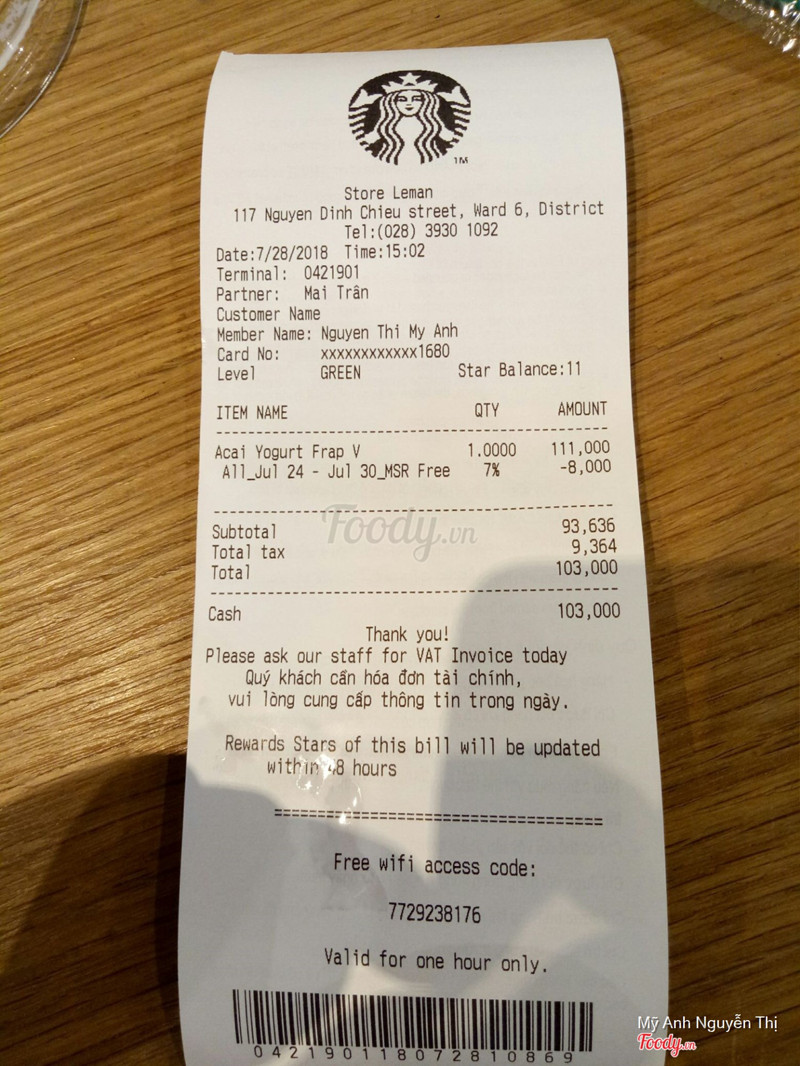 TM
Store Leman
117 Nguyen Dinh Chieu street, Ward 6, District
Tel:(028) 3930 1092
Date:7/28/2018 Time:15:02
Terminal: 0421901
Partner: Mai Trân
Customer Name
Member Name: Nguyen Thi My Anh
Card No: xxxxxxxxxxxx1680
Level GREEN Star Balance:11
ITEM NAME QTY AMOUNT
Acai Yogurt Frap V 1.0000 111,000
All_Jul 24 - Jul 30_MSR Free 7% -8,000
Foody.vn
Subtotal 93,636
Total tax 9,364
Total 103,000
Cash 103,000
Thank you!
Please ask our staff for VAT Invoice today
Quý khách cần hóa đơn tài chính,
vui lòng cung cấp thông tin trong ngày.
Rewards Stars of this bill will be updated
within 48 hours
Free wifi access code:
7729238176
Valid for one hour only.
042190118072810869
Mỹ Anh Nguyễn Thị
Foody.vn